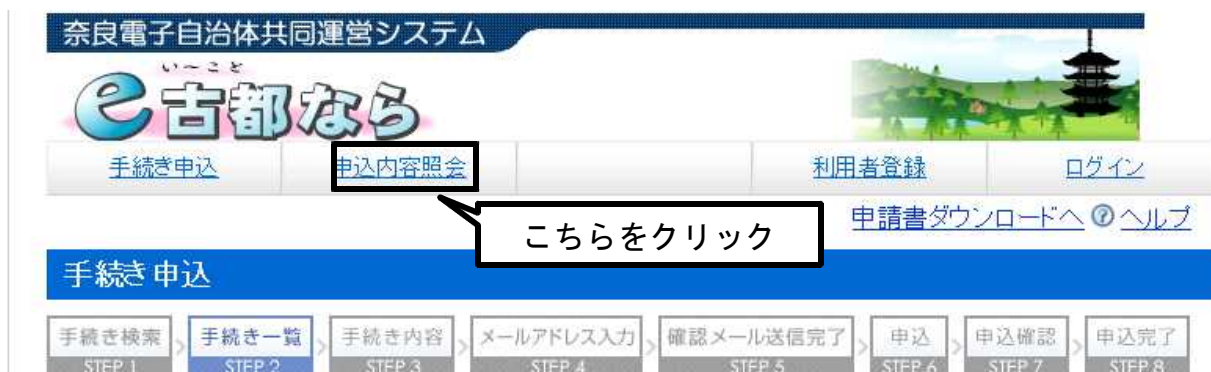 奈良電子自治体共同運営システム
い～こと
e古都なら
手続き申込 申込内容照会 利用者登録 ログイン
申請書ダウンロードへ ? ヘルプ
こちらをクリック
手続き申込
手続き検索 > 手続き一覧 > 手続き内容 > メールアドレス入力 > 確認メール送信完了 > 申込 > 申込確認 > 申込完了
STEP 1 STEP 2 STEP 3 STEP 4 STEP 5 STEP 6 STEP 7 STEP 8